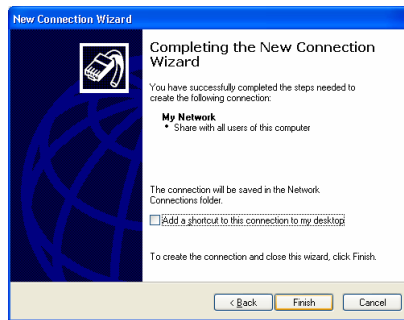 New Connection Wizard
Completing the New Connection
Wizard
You have successfully completed the steps needed to
create the following connection:
My Network
• Share with all users of this computer
The connection will be saved in the Network
Connections folder.
Add a shortcut to this connection to my desktop
To create the connection and close this wizard, click Finish.
< Back Finish Cancel